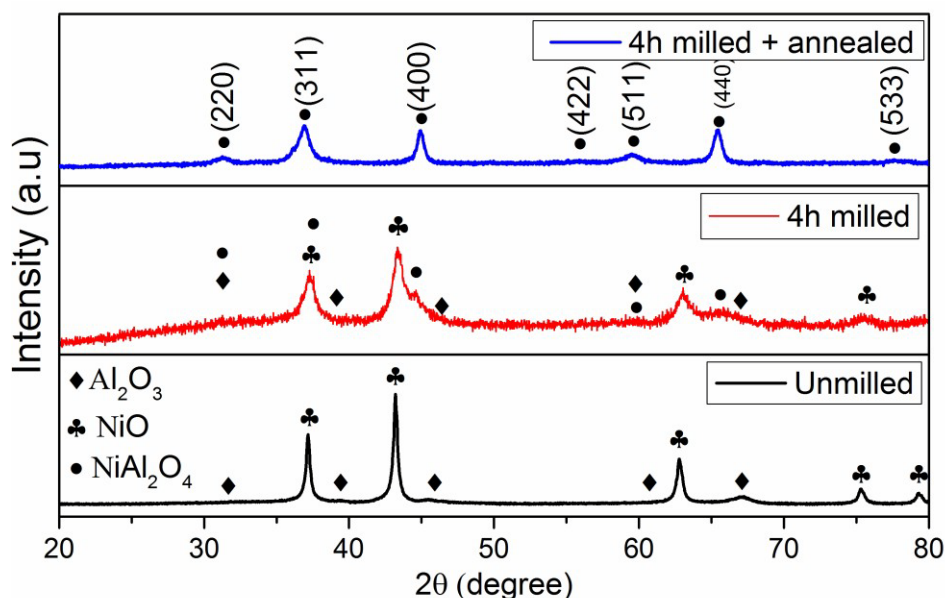 4h milled + annealed
(220)
(311)
(400)
(422)
(511)
(440)
(533)
4h milled
Unmilled
Al₂O₃
NiO
NiAl₂O₄
Intensity (a.u)
20 30 40 50 60 70 80
2θ (degree)